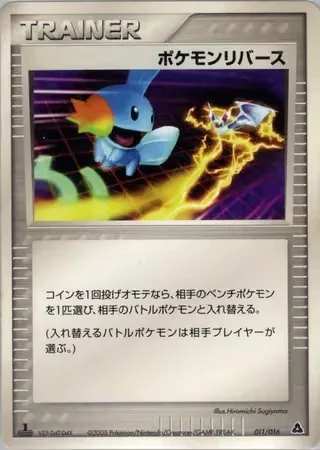 TRAINER
ポケモンリバース
コインを1回投げオモテなら、相手のベンチポケモン
を1匹選び、相手のバトルポケモンと入れ替える。
(入れ替えるバトルポケモンは相手プレイヤーが
選ぶ。)
Illus.Hiromichi Sugiyama
©2005 Pokémon/Nintendo/Creatures/GAME FREAK.
011/016